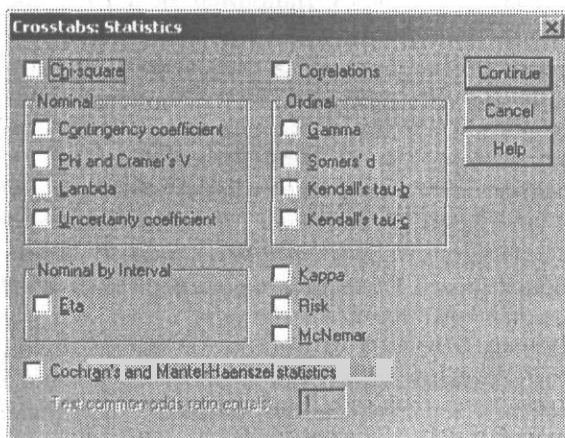 Crosstabs: Statistics
Chi-square
Correlations
Continue
Cancel
Help
Nominal
Contingency coefficient
Phi and Cramer's V
Lambda
Uncertainty coefficient
Ordinal
Gamma
Somers' d
Kendall's tau-b
Kendall's tau-c
Nominal by Interval
Eta
Kappa
Risk
McNemar
Cochran's and Mantel-Haenszel statistics
Test common odds ratio equals: 1